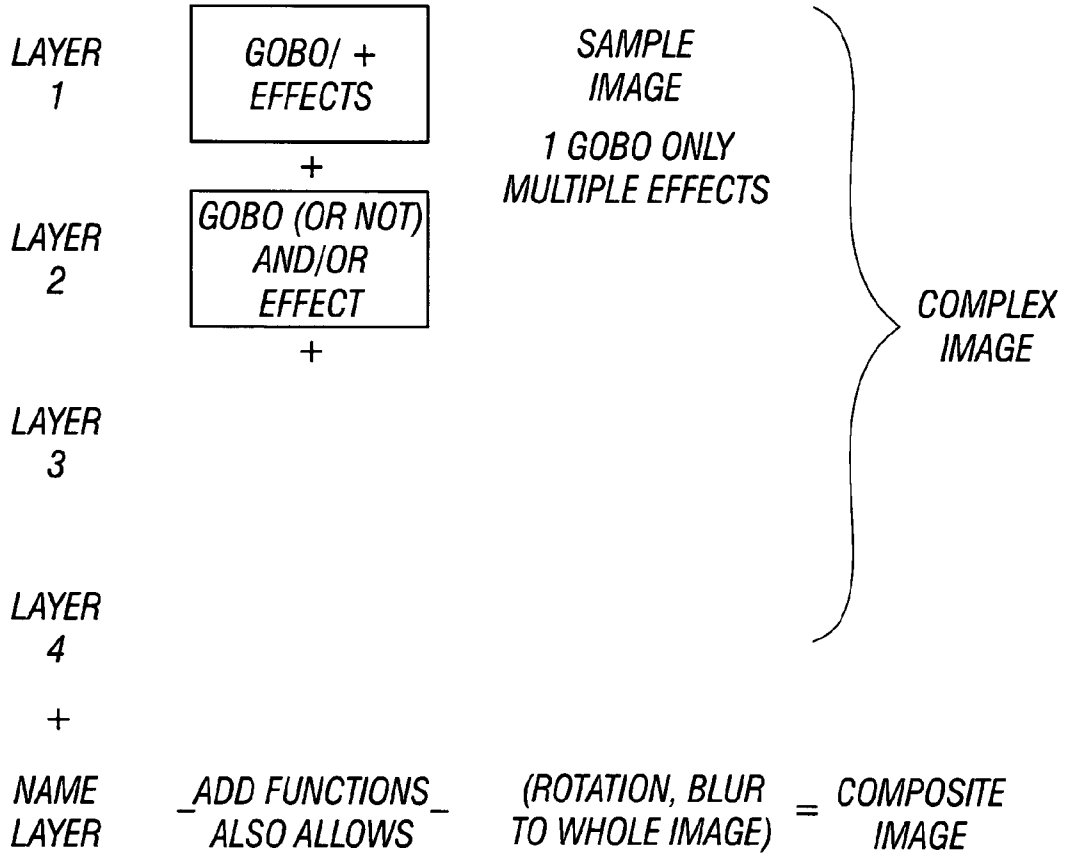 LAYER
1
GOBO/ +
EFFECTS
SAMPLE
IMAGE
1 GOBO ONLY
MULTIPLE EFFECTS
+
LAYER
2
GOBO (OR NOT)
AND/OR
EFFECT
+
COMPLEX
IMAGE
LAYER
3
LAYER
4
+
NAME
LAYER
_ADD FUNCTIONS_
ALSO ALLOWS
(ROTATION, BLUR
TO WHOLE IMAGE)
=
COMPOSITE
IMAGE